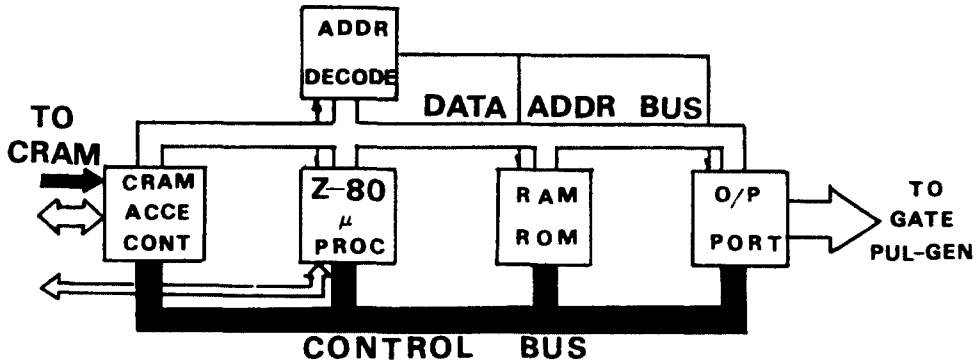 ADDR
DECODE
DATA ADDR BUS
TO
CRAM
CRAM
ACCE
CONT
Z-80
μ
PROC
RAM
ROM
O/P
PORT
TO
GATE
PUL-GEN
CONTROL BUS